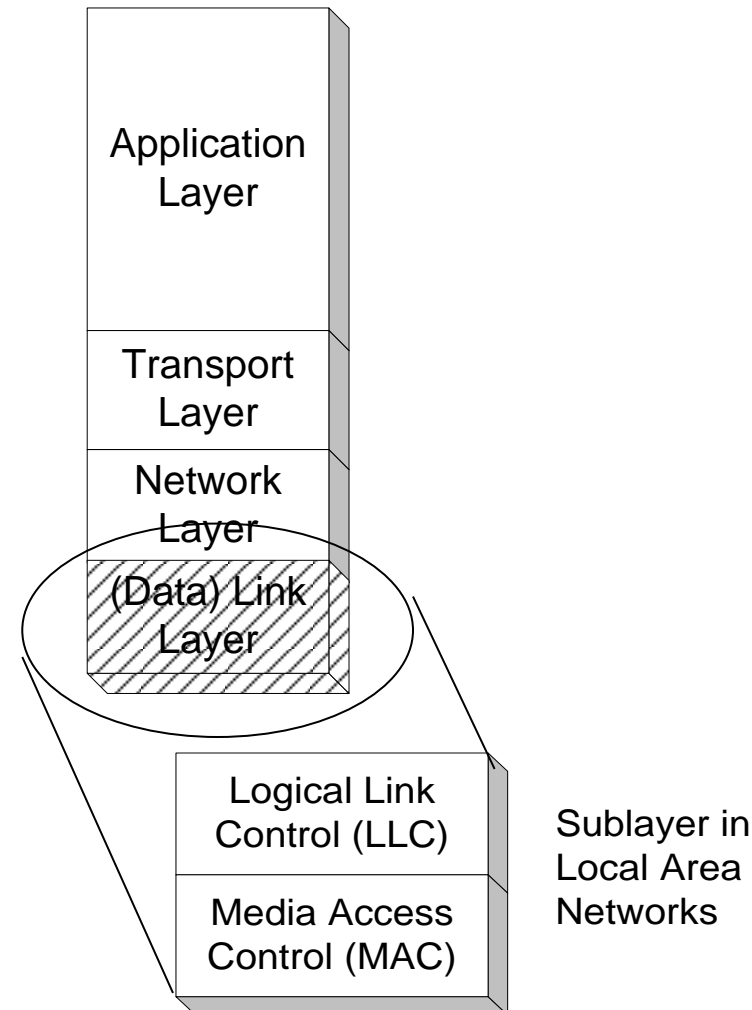 Application
Layer
Transport
Layer
Network
Layer
(Data) Link
Layer
Logical Link
Control (LLC)
Media Access
Control (MAC)
Sublayer in
Local Area
Networks